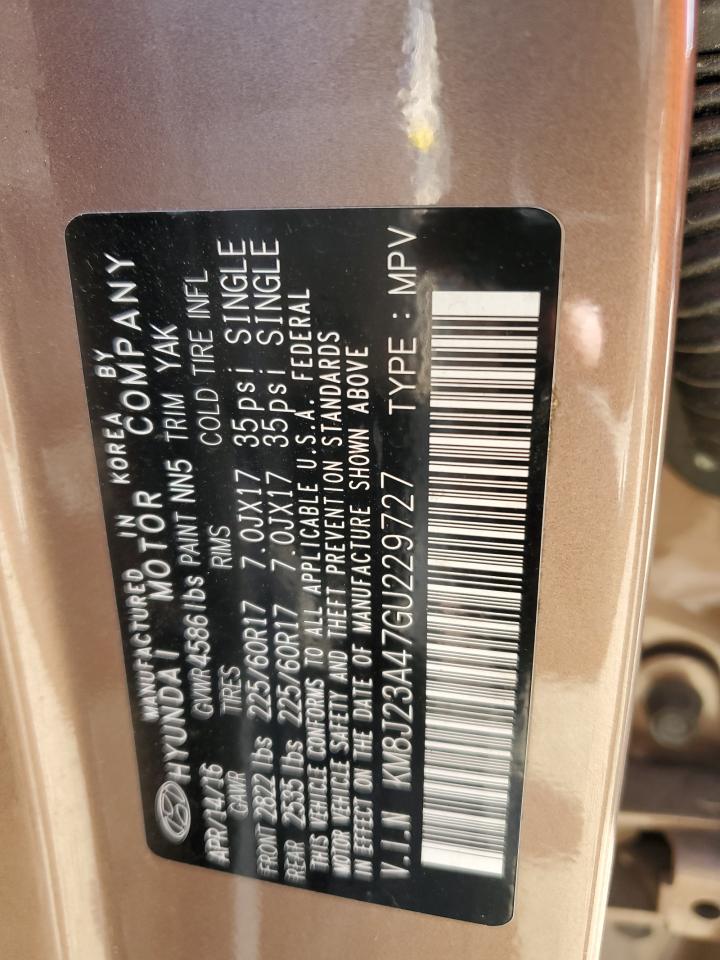 MANUFACTURED IN KOREA BY
HYUNDAI MOTOR COMPANY
APR/14/16 GVWR 4586 lbs PAINT NN5 TRIM YAK
GAWR TIRES RIMS COLD TIRE INFL
FRONT 2822 lbs 225/60R17 7.0JX17 35psi SINGLE
REAR 2535 lbs 225/60R17 7.0JX17 35psi SINGLE
THIS VEHICLE CONFORMS TO ALL APPLICABLE U.S.A. FEDERAL
MOTOR VEHICLE SAFETY AND THEFT PREVENTION STANDARDS
IN EFFECT ON THE DATE OF MANUFACTURE SHOWN ABOVE
V.I.N KM8J23A47GU229727 TYPE : MPV